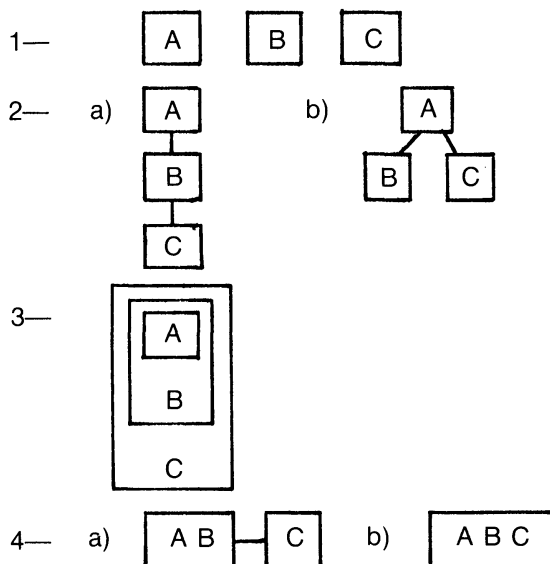 1— A B C
2— a) A b) A
B B C
C
3— A
B
C
4— a) A B C b) A B C